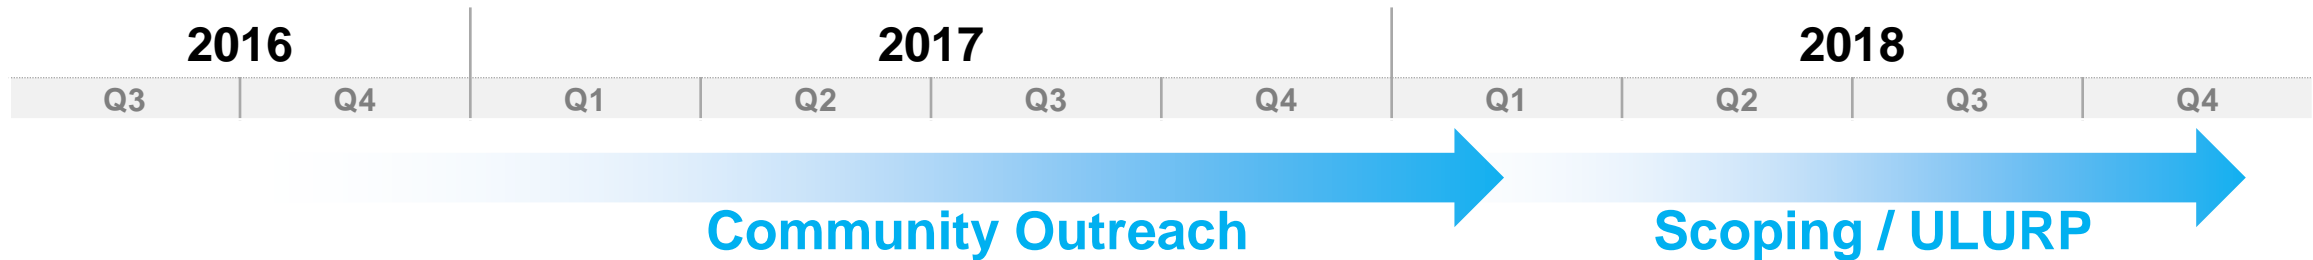 2016 2017 2018
Q3 Q4 Q1 Q2 Q3 Q4 Q1 Q2 Q3 Q4
Community Outreach Scoping / ULURP